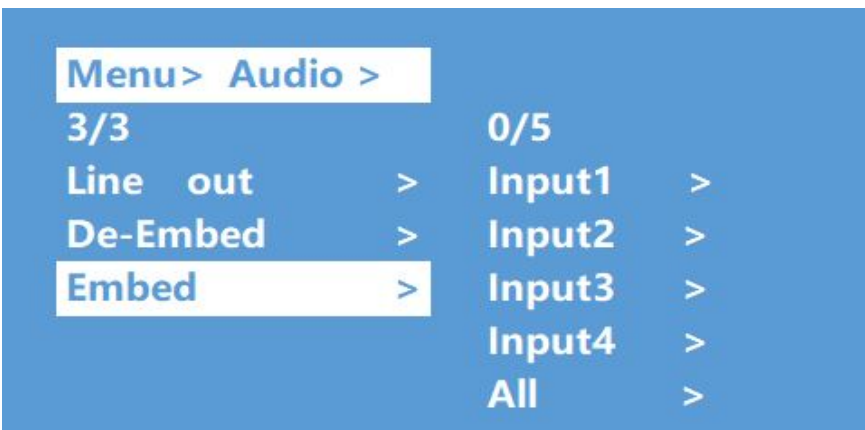 Menu> Audio >
3/3
Line out >
De-Embed >
Embed >
0/5
Input1 >
Input2 >
Input3 >
Input4 >
All >